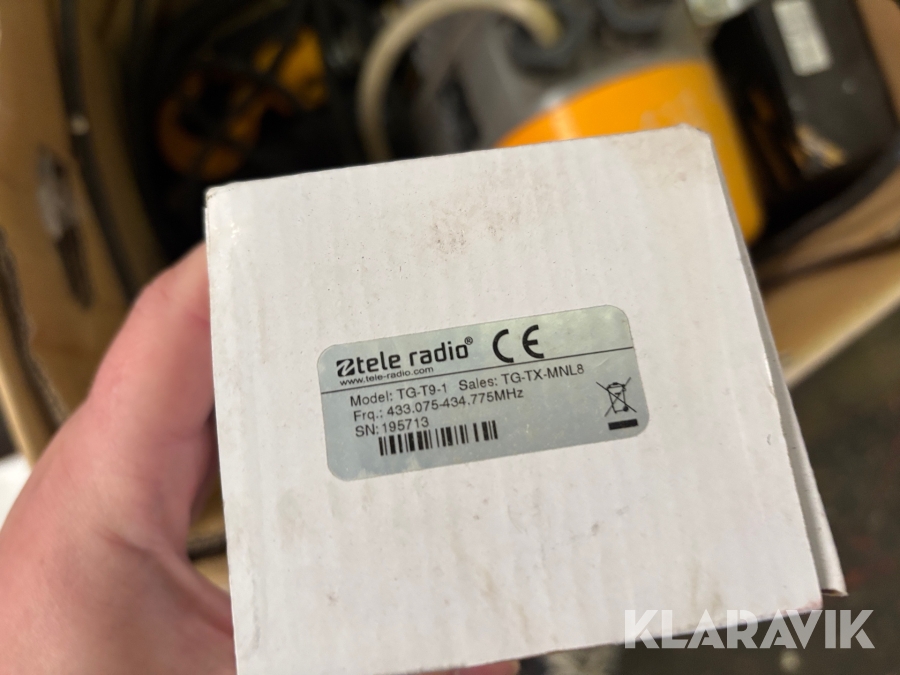 tele radio® CE
www.tele-radio.com
Model: TG-T9-1 Sales: TG-TX-MNL8
Frq.: 433.075-434.775MHz
SN: 195713
KLARAVIK